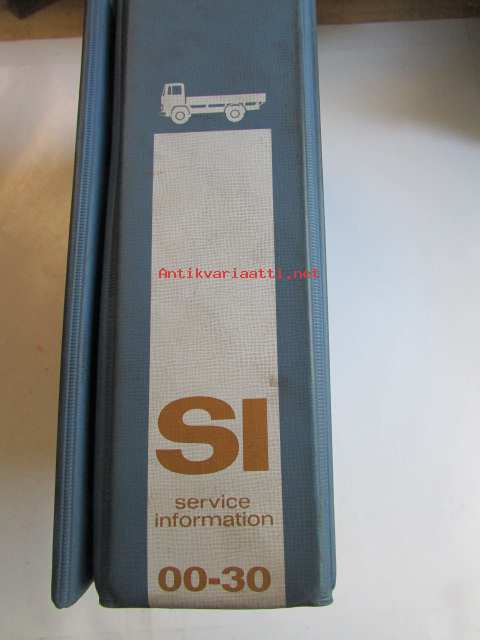 Antikvariaatti.net
SI
service
information
00-30